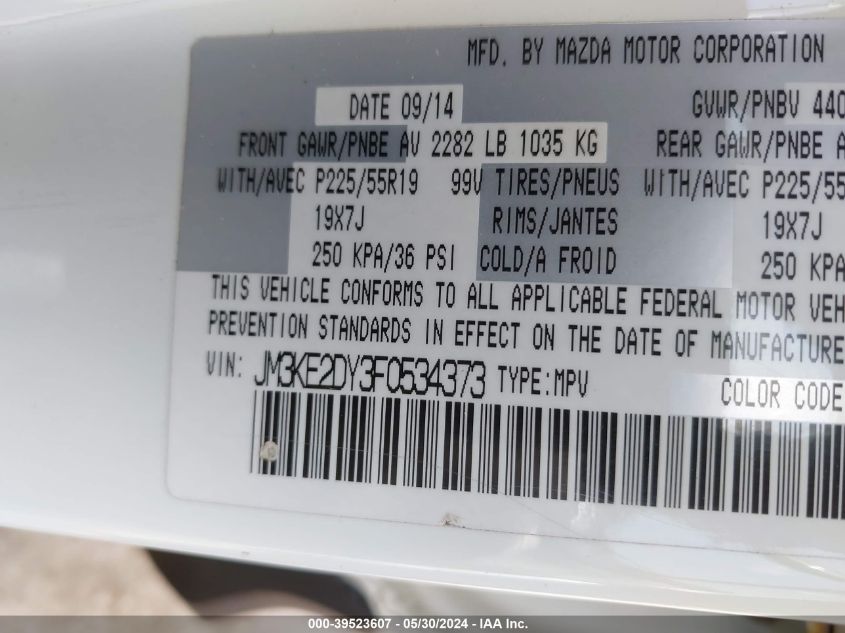 MFD. BY MAZDA MOTOR CORPORATION
DATE 09/14 GVWR/PNBV 440
FRONT GAWR/PNBE AV 2282 LB 1035 KG REAR GAWR/PNBE A
WITH/AVEC P225/55R19 99V TIRES/PNEUS WITH/AVEC P225/55
19X7J RIMS/JANTES 19X7J
250 KPA/36 PSI COLD/A FROID 250 KPA
THIS VEHICLE CONFORMS TO ALL APPLICABLE FEDERAL MOTOR VEH
PREVENTION STANDARDS IN EFFECT ON THE DATE OF MANUFACTURE
VIN: JM3KE2DY3F0534373 TYPE:MPV COLOR CODE
000-39523607 - 05/30/2024 - IAA Inc.